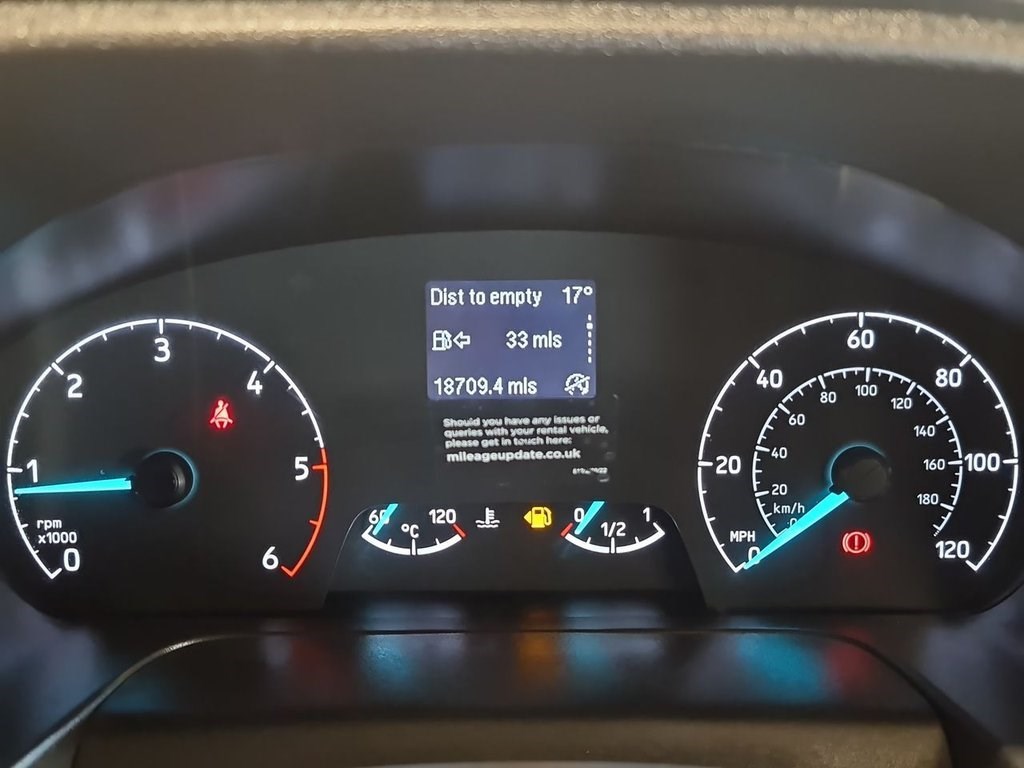 Dist to empty 17°
33 mls
18709.4 mls
Should you have any issues or
queries with your rental vehicle,
please get in touch here:
mileageupdate.co.uk
0
1
2
3
4
5
6
rpm
x1000
60 120
°C
0 1/2 1
0
20
40
60
80
100
120
MPH
0
20
40
60
80
100
120
140
160
180
km/h